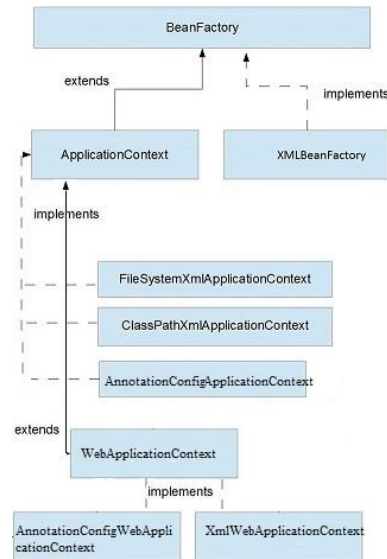 BeanFactory
extends
implements
ApplicationContext
XMLBeanFactory
implements
FileSystemXmlApplicationContext
ClassPathXmlApplicationContext
AnnotationConfigApplicationContext
extends
WebApplicationContext
implements
AnnotationConfigWebAppli
cationContext
XmlWebApplicationContext